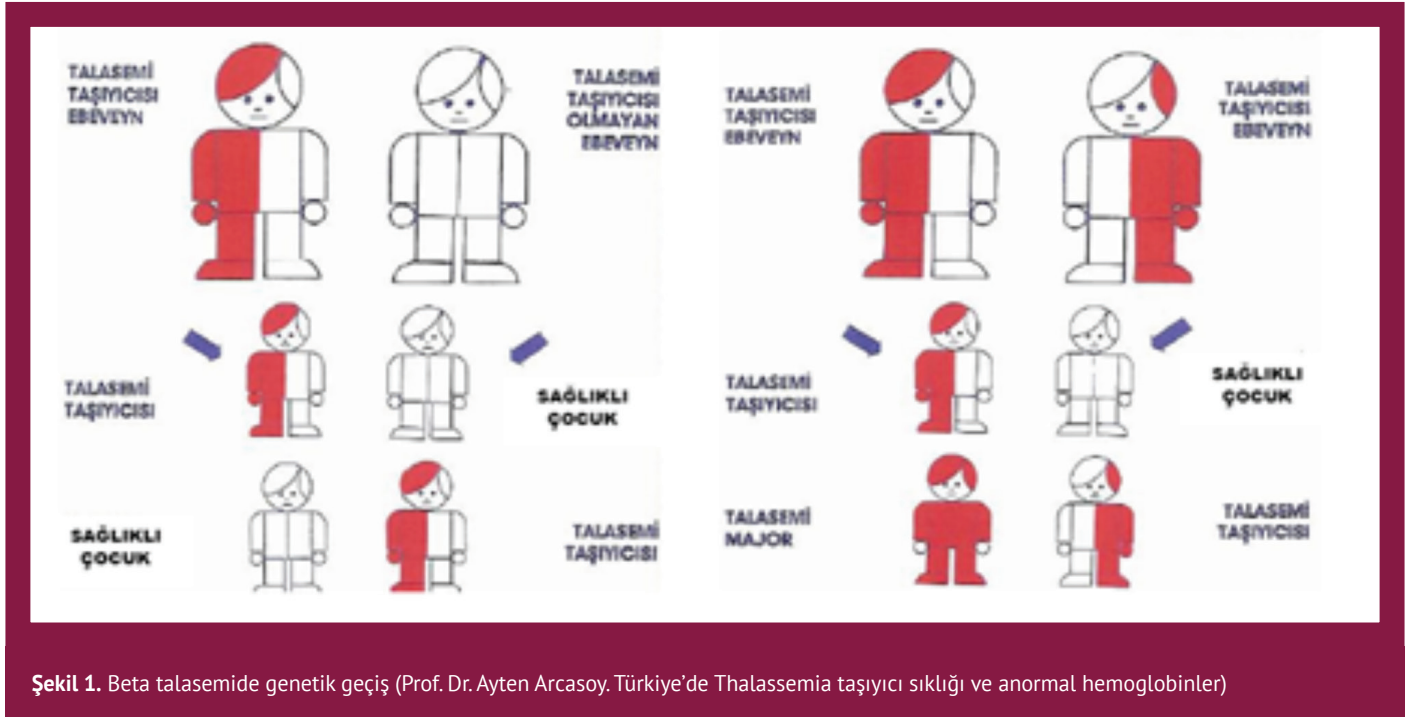 TALASEMİ
TAŞIYICISI
EBEVEYN
TALASEMİ
TAŞIYICISI
OLMAYAN
EBEVEYN
TALASEMİ
TAŞIYICISI
SAĞLIKLI
ÇOCUK
SAĞLIKLI
ÇOCUK
TALASEMİ
TAŞIYICISI
TALASEMİ
TAŞIYICISI
EBEVEYN
TALASEMİ
TAŞIYICISI
EBEVEYN
TALASEMİ
TAŞIYICISI
SAĞLIKLI
ÇOCUK
TALASEMİ
MAJOR
TALASEMİ
TAŞIYICISI
Şekil 1. Beta talasemide genetik geçiş (Prof. Dr. Ayten Arcasoy. Türkiye’de Thalassemia taşıyıcı sıklığı ve anormal hemoglobinler)